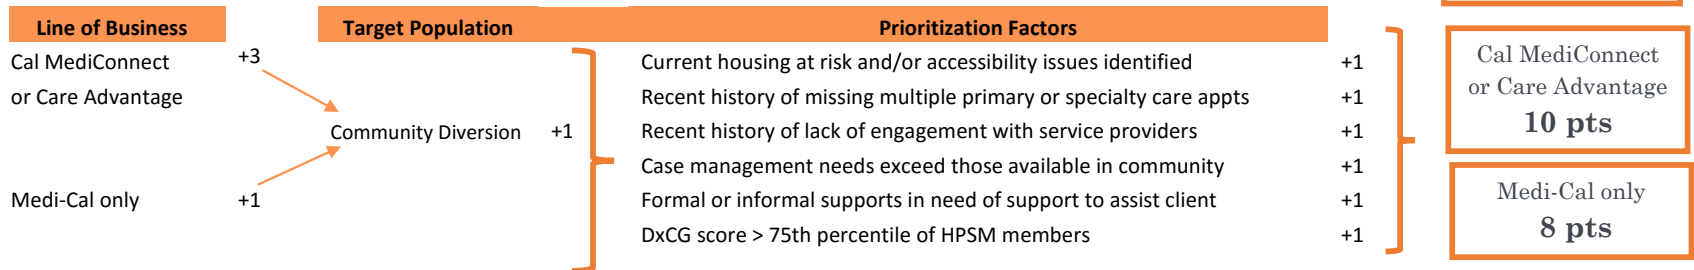 Line of Business Target Population Prioritization Factors
Cal MediConnect +3 Current housing at risk and/or accessibility issues identified +1
or Care Advantage Recent history of missing multiple primary or specialty care appts +1
Community Diversion +1 Recent history of lack of engagement with service providers +1
Case management needs exceed those available in community +1
Medi-Cal only +1 Formal or informal supports in need of support to assist client +1
DxCG score > 75th percentile of HPSM members +1
Cal MediConnect
or Care Advantage
10 pts
Medi-Cal only
8 pts